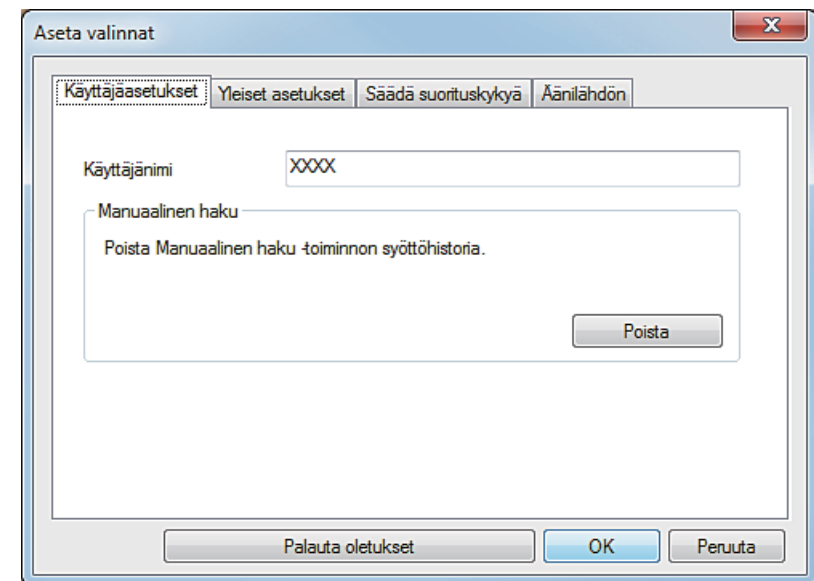 Aseta valinnat
Käyttäjäasetukset Yleiset asetukset Säädä suorituskykyä Äänilähdön
Käyttäjänimi XXXX
Manuaalinen haku
Poista Manuaalinen haku -toiminnon syöttöhistoria.
Poista
Palauta oletukset OK Peruuta